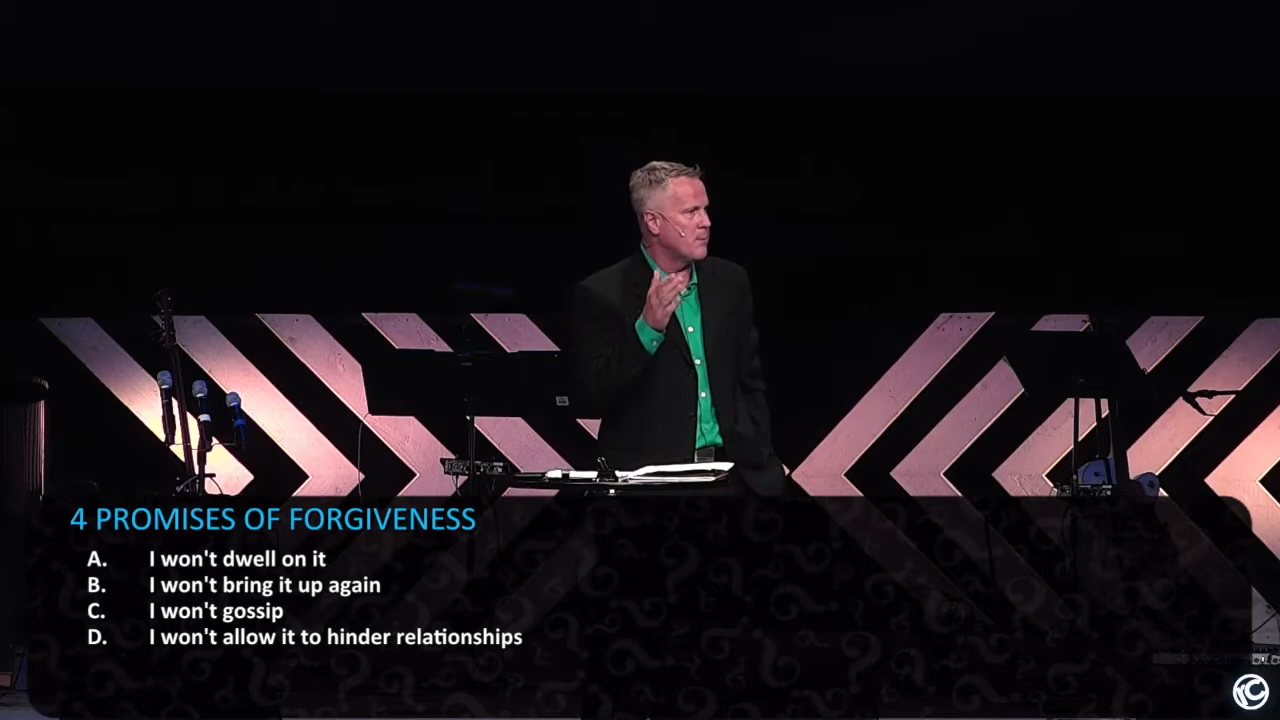 4 PROMISES OF FORGIVENESS
A. I won't dwell on it
B. I won't bring it up again
C. I won't gossip
D. I won't allow it to hinder relationships